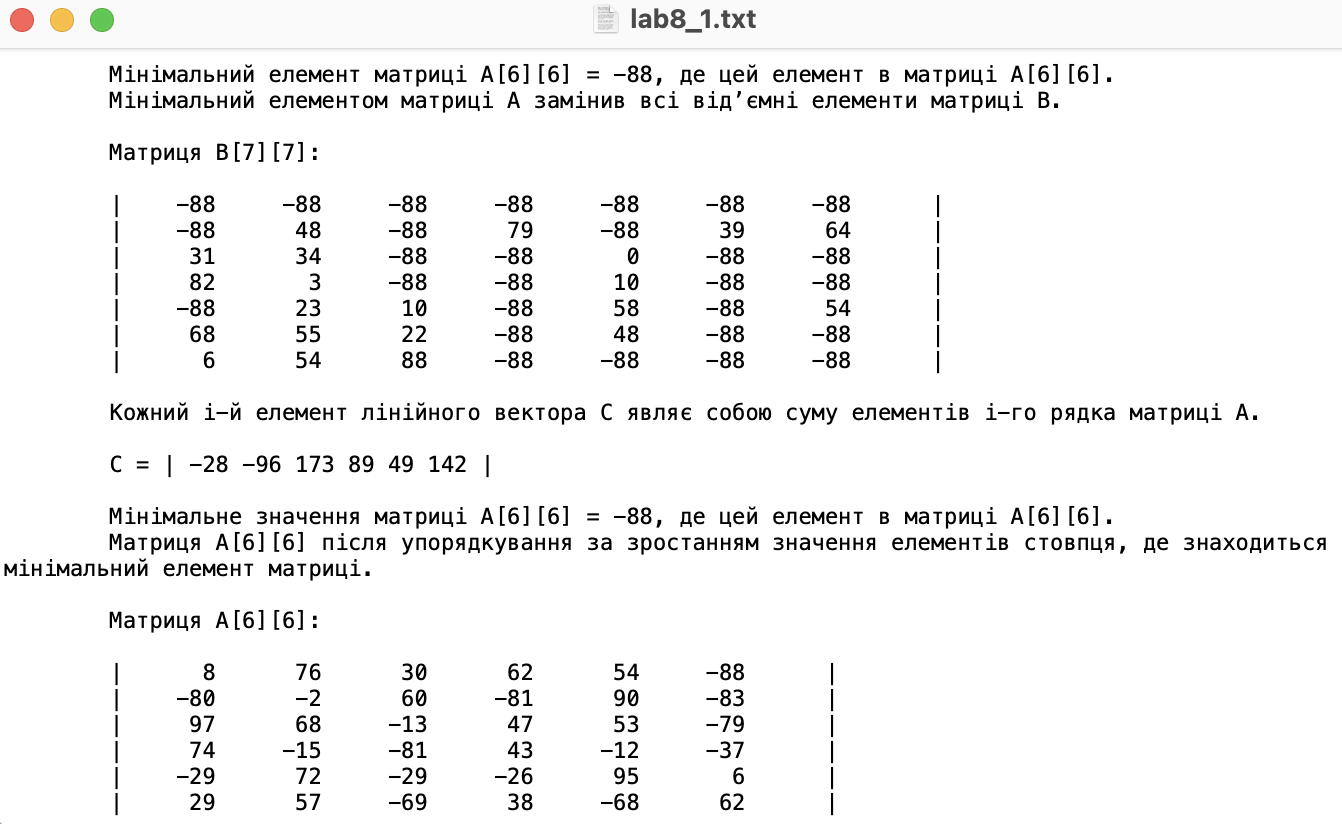 lab8_1.txt
Мінімальний елемент матриці A[6][6] = -88, де цей елемент в матриці A[6][6].
Мінімальний елементом матриці А замінив всі від’ємні елементи матриці В.
Матриця B[7][7]:
| -88 -88 -88 -88 -88 -88 -88 |
| -88 48 -88 79 -88 39 64 |
| 31 34 -88 -88 0 -88 -88 |
| 82 3 -88 -88 10 -88 -88 |
| -88 23 10 -88 58 -88 54 |
| 68 55 22 -88 48 -88 -88 |
| 6 54 88 -88 -88 -88 -88 |
Кожний і-й елемент лінійного вектора С являє собою суму елементів і-го рядка матриці А.
C = | -28 -96 173 89 49 142 |
Мінімальне значення матриці A[6][6] = -88, де цей елемент в матриці A[6][6].
Матриця A[6][6] після упорядкування за зростанням значення елементів стовпця, де знаходиться
мінімальний елемент матриці.
Матриця A[6][6]:
| 8 76 30 62 54 -88 |
| -80 -2 60 -81 90 -83 |
| 97 68 -13 47 53 -79 |
| 74 -15 -81 43 -12 -37 |
| -29 72 -29 -26 95 6 |
| 29 57 -69 38 -68 62 |